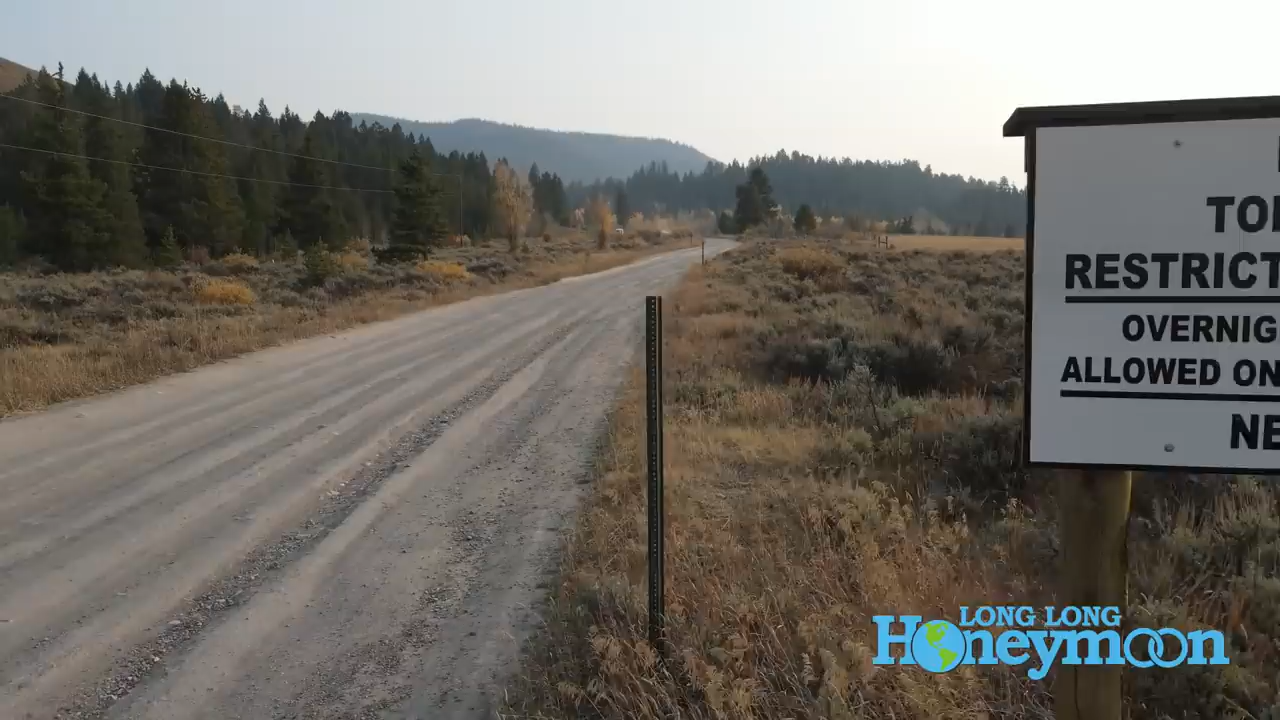 TO
RESTRICT
OVERNIG
ALLOWED ON
NE
LONG LONG
Honeymoon